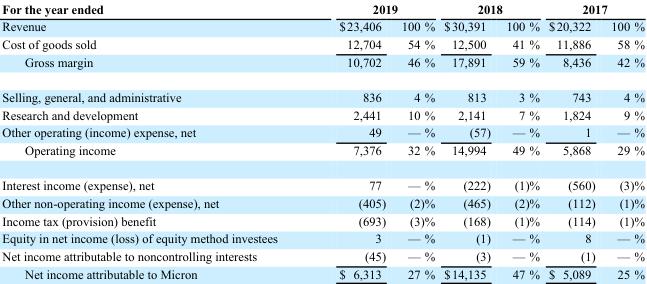 For the year ended 2019 2018 2017
Revenue $23,406 100 % $30,391 100 % $20,322 100 %
Cost of goods sold 12,704 54 % 12,500 41 % 11,886 58 %
Gross margin 10,702 46 % 17,891 59 % 8,436 42 %
Selling, general, and administrative 836 4 % 813 3 % 743 4 %
Research and development 2,441 10 % 2,141 7 % 1,824 9 %
Other operating (income) expense, net 49 — % (57) — % 1 — %
Operating income 7,376 32 % 14,994 49 % 5,868 29 %
Interest income (expense), net 77 — % (222) (1)% (560) (3)%
Other non-operating income (expense), net (405) (2)% (465) (2)% (112) (1)%
Income tax (provision) benefit (693) (3)% (168) (1)% (114) (1)%
Equity in net income (loss) of equity method investees 3 — % (1) — % 8 — %
Net income attributable to noncontrolling interests (45) — % (3) — % (1) — %
Net income attributable to Micron $ 6,313 27 % $14,135 47 % $ 5,089 25 %